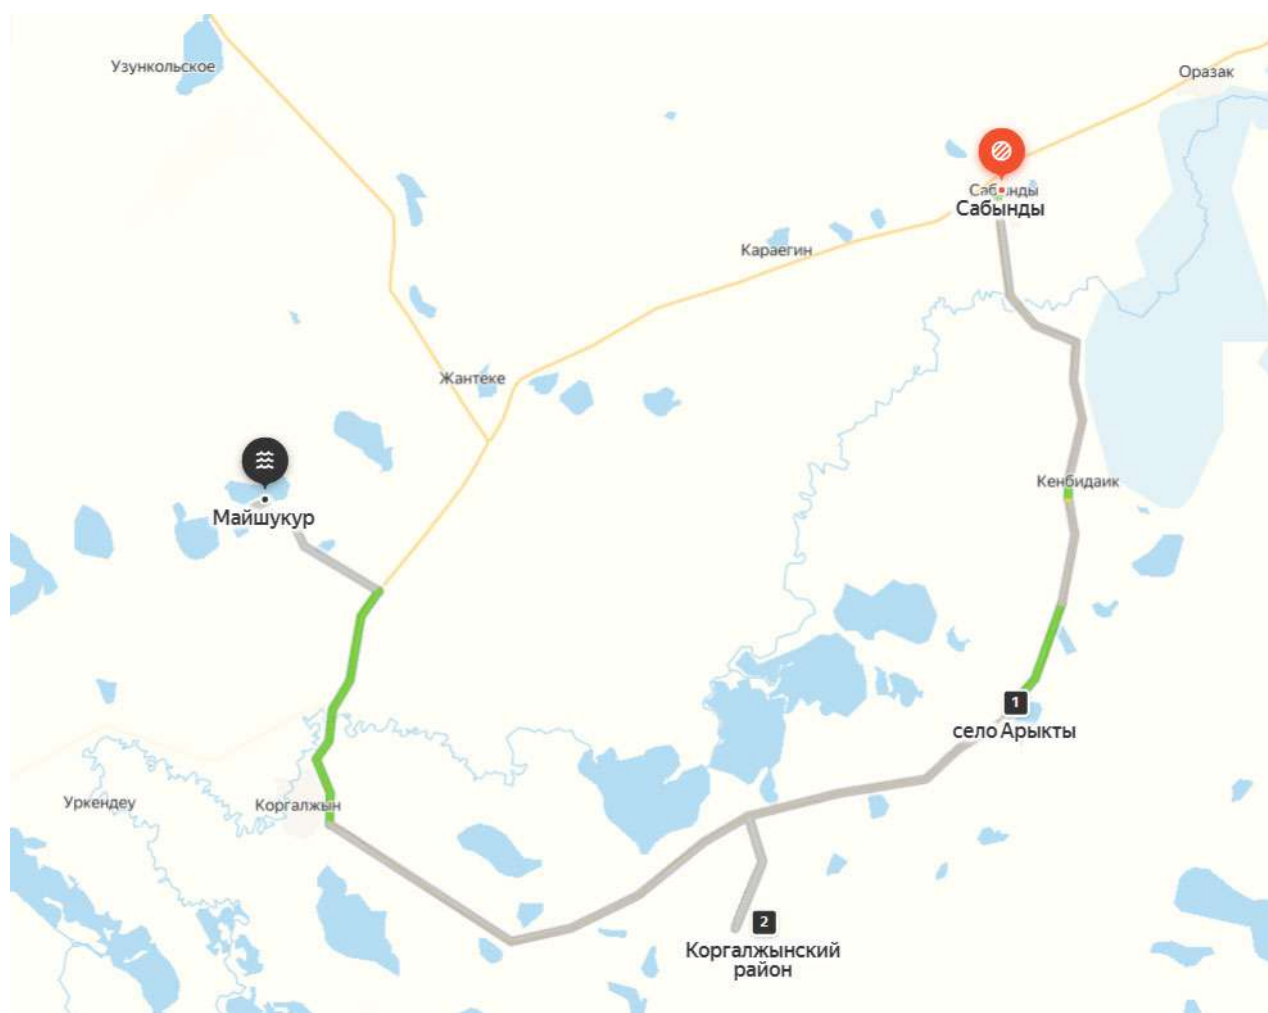 Узункольское
Оразак
Сабынды
Сабынды
Караегин
Жантеке
Кенбидаик
Майшукур
1
село Арыкты
Уркендеу
Коргалжын
2
Коргалжынский
район